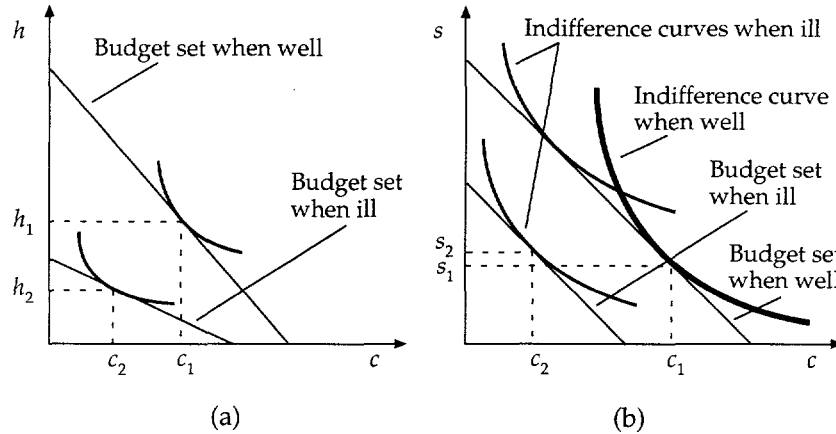 h
Budget set when well
Budget set
when ill
h1
h2
c2
c1
c
(a)
s
Indifference curves when ill
Indifference curve
when well
Budget set
when ill
s2
s1
Budget set
when well
c2
c1
c
(b)